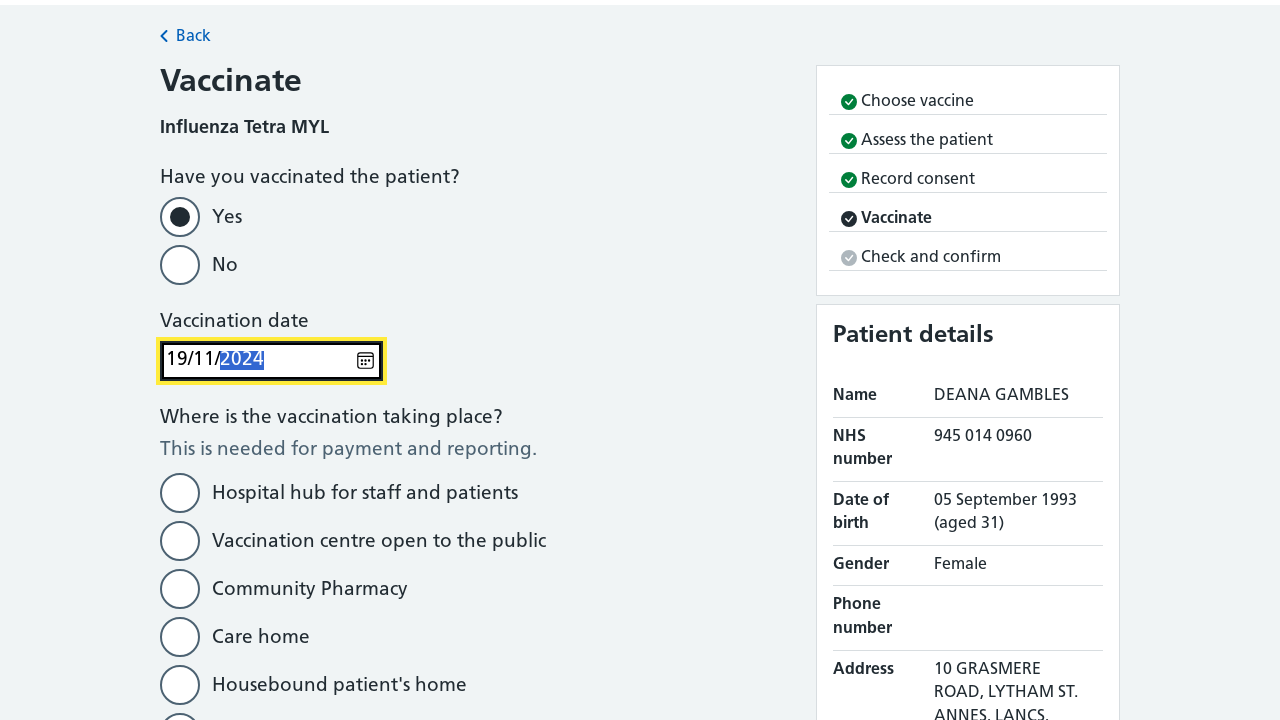 Back
Vaccinate
Influenza Tetra MYL
Have you vaccinated the patient?
Yes
No
Vaccination date
19/11/2024
Where is the vaccination taking place?
This is needed for payment and reporting.
Hospital hub for staff and patients
Vaccination centre open to the public
Community Pharmacy
Care home
Housebound patient's home
Choose vaccine
Assess the patient
Record consent
Vaccinate
Check and confirm
Patient details
Name DEANA GAMBLES
NHS 945 014 0960
number
Date of 05 September 1993
birth (aged 31)
Gender Female
Phone
number
Address 10 GRASMERE
ROAD, LYTHAM ST.
ANNES, LANCS,